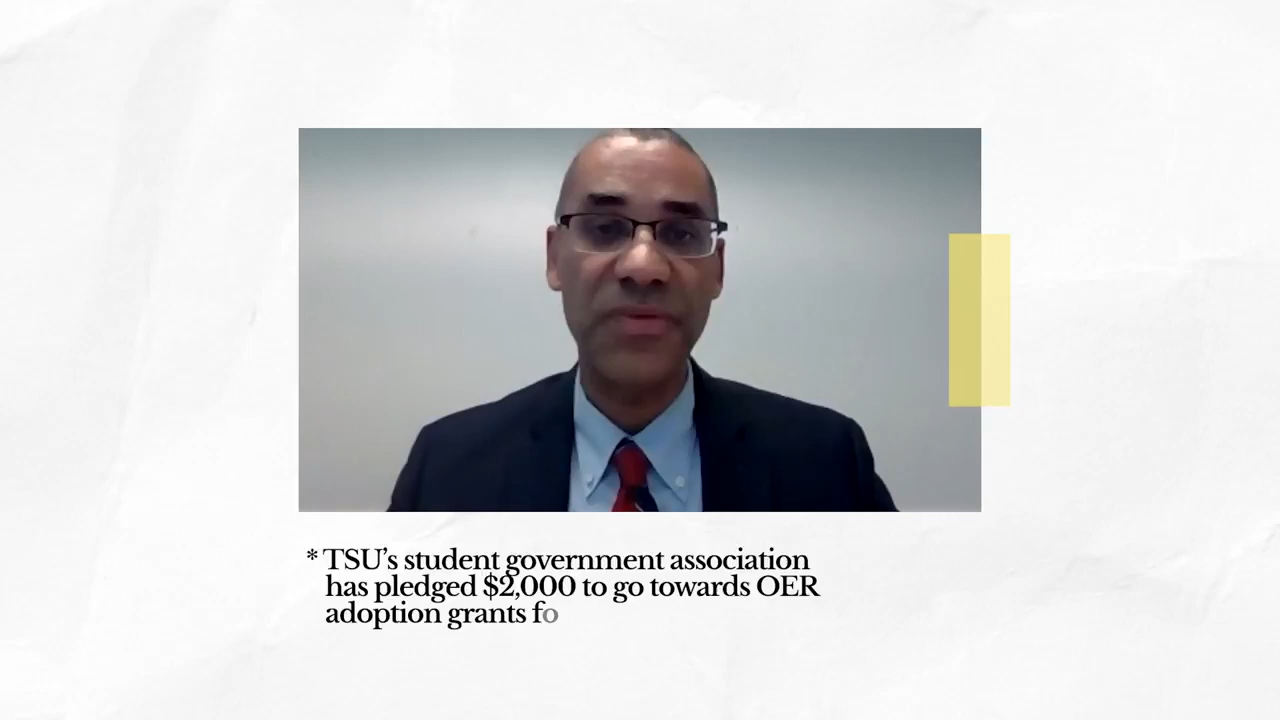 * TSU's student government association
has pledged $2,000 to go towards OER
adoption grants fo